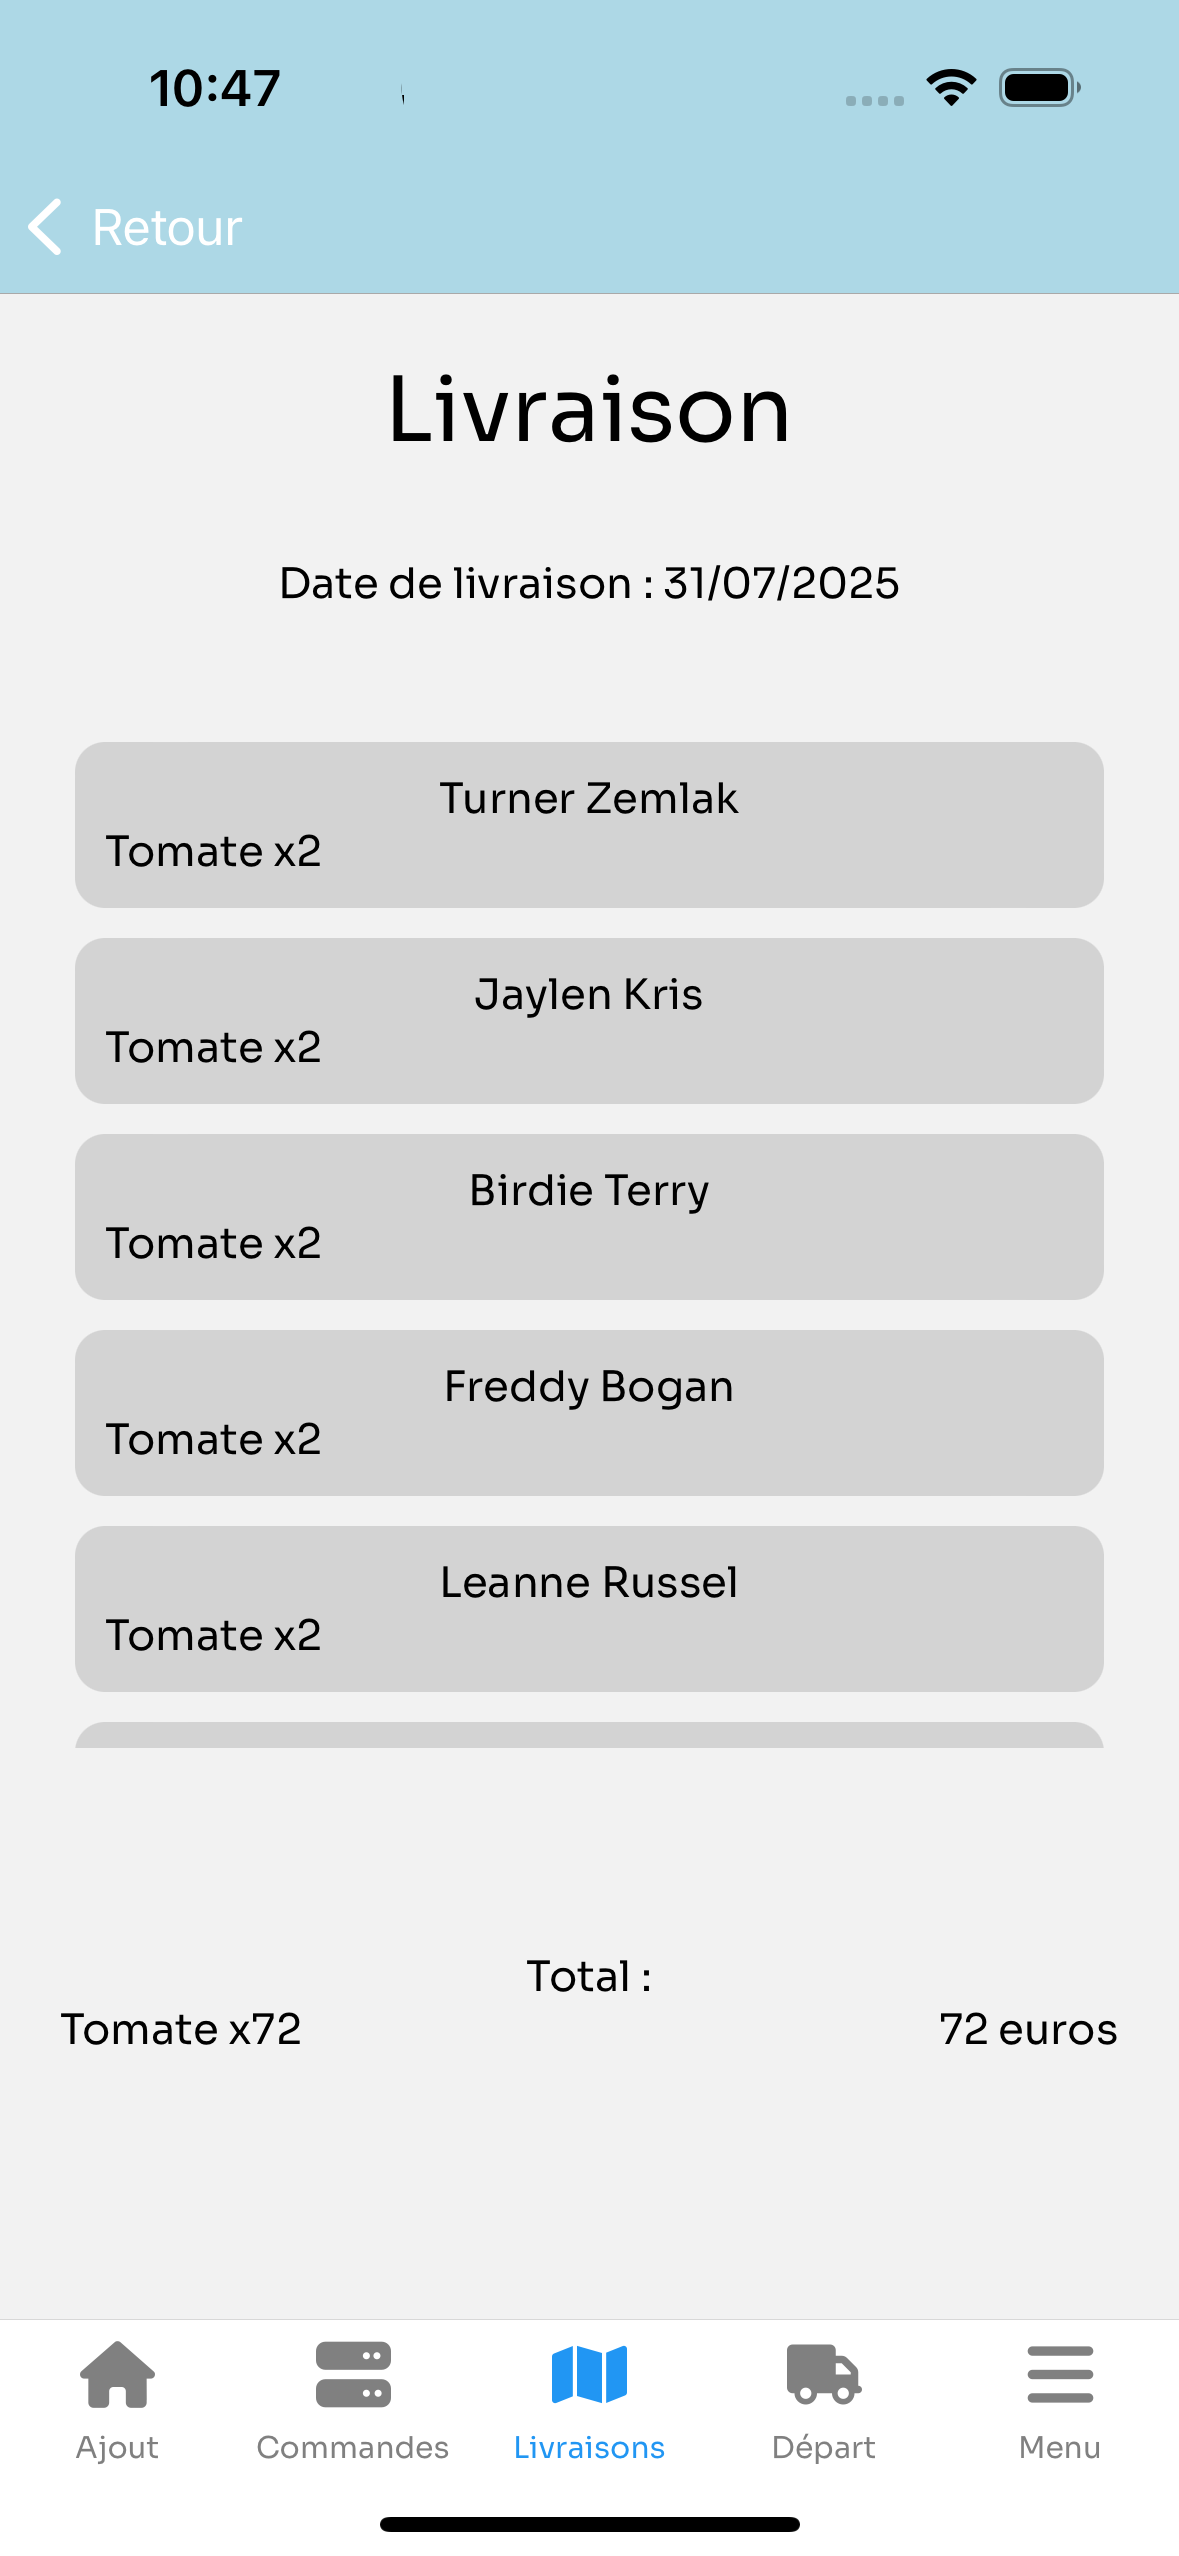 10:47
Retour
Livraison
Date de livraison : 31/07/2025
Turner Zemlak
Tomate x2
Jaylen Kris
Tomate x2
Birdie Terry
Tomate x2
Freddy Bogan
Tomate x2
Leanne Russel
Tomate x2
Total :
Tomate x72 72 euros
Ajout Commandes Livraisons Départ Menu